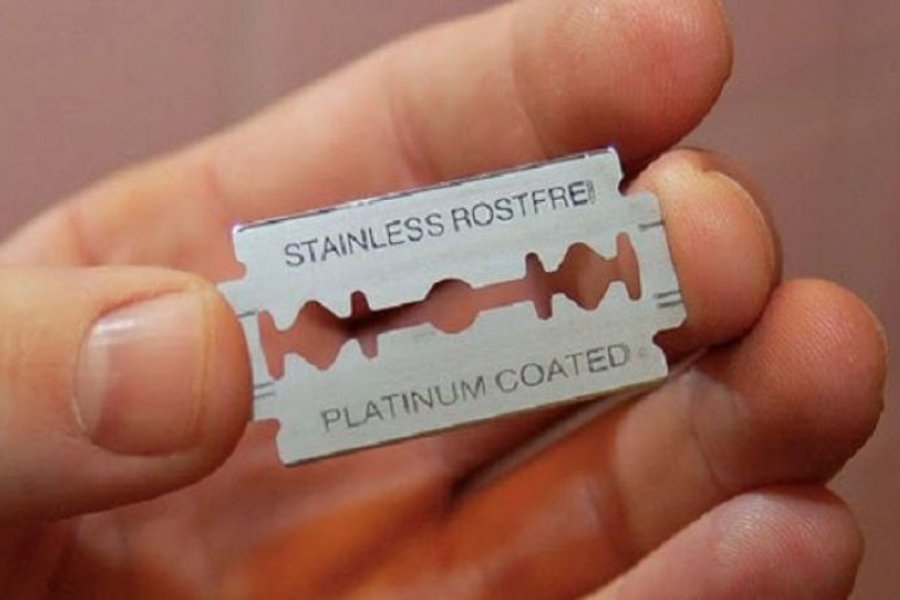 STAINLESS ROSTFREI
PLATINUM COATED